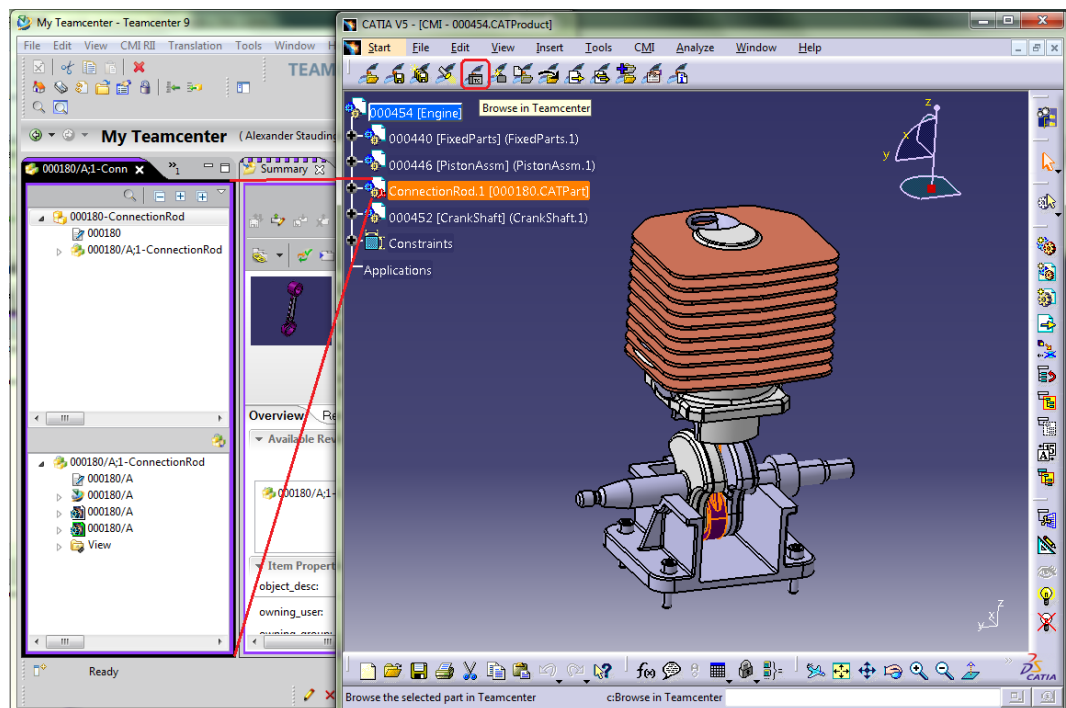 My Teamcenter - Teamcenter 9
File Edit View CMI RII Translation Tools Window H
TEAM
My Teamcenter (Alexander Staudin
000180/A;1-Conn
»1
Summary
000180-ConnectionRod
000180
000180/A;1-ConnectionRod
Overview Re
Available Rev
000180/A;1-ConnectionRod
000180/A
000180/A
000180/A
000180/A
View
000180/A;1-
Item Propert
object_desc:
owning_user:
owning_group
Ready
CATIA V5 - [CMI - 000454.CATProduct]
Start File Edit View Insert Tools CMI Analyze Window Help
Browse in Teamcenter
000454 [Engine]
000440 [FixedParts] (FixedParts.1)
000446 [PistonAssm] (PistonAssm.1)
ConnectionRod.1 [000180.CATPart]
000452 [CrankShaft] (CrankShaft.1)
Constraints
Applications
z
x
y
z
x
y
f(x)
CATIA
Browse the selected part in Teamcenter
c:Browse in Teamcenter